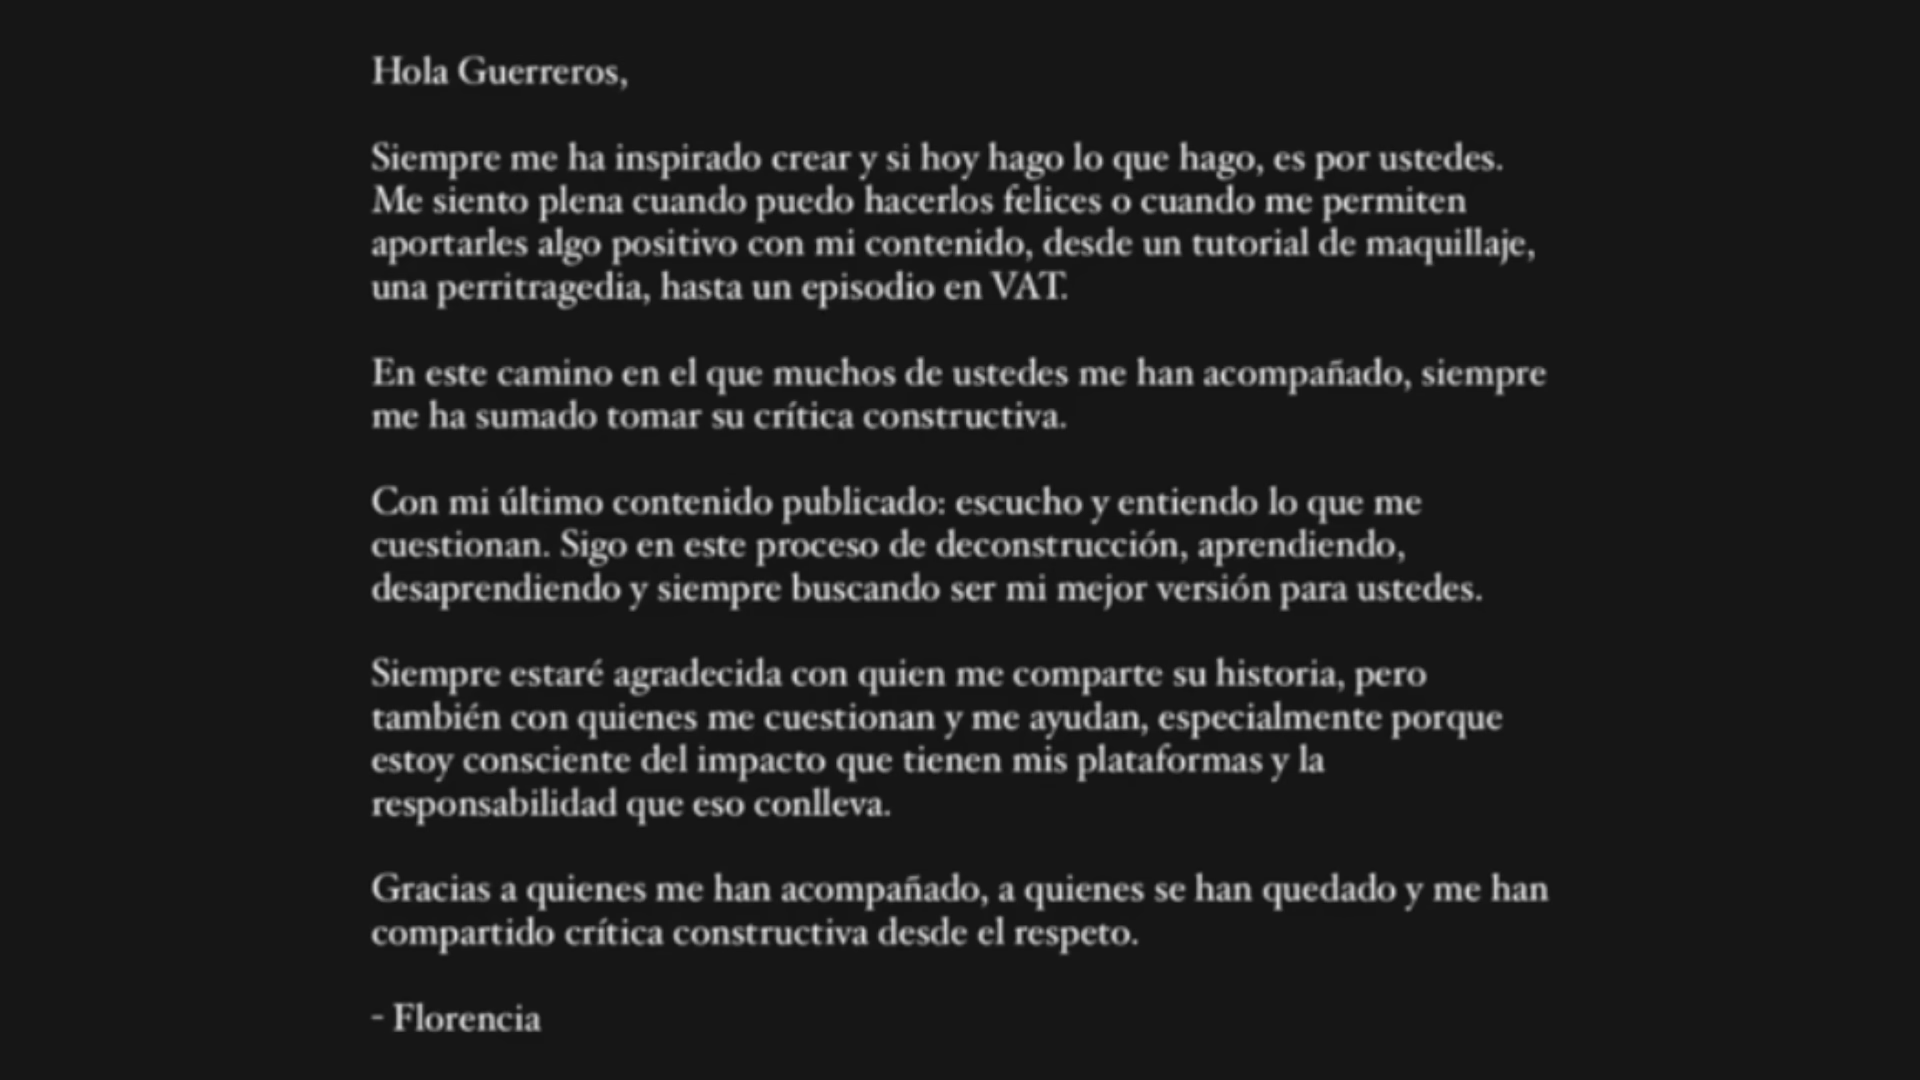 Hola Guerreros,
Siempre me ha inspirado crear y si hoy hago lo que hago, es por ustedes.
Me siento plena cuando puedo hacerlos felices o cuando me permiten
aportarles algo positivo con mi contenido, desde un tutorial de maquillaje,
una perritragedia, hasta un episodio en VAT.
En este camino en el que muchos de ustedes me han acompañado, siempre
me ha sumado tomar su crítica constructiva.
Con mi último contenido publicado: escucho y entiendo lo que me
cuestionan. Sigo en este proceso de deconstrucción, aprendiendo,
desaprendiendo y siempre buscando ser mi mejor versión para ustedes.
Siempre estaré agradecida con quien me comparte su historia, pero
también con quienes me cuestionan y me ayudan, especialmente porque
estoy consciente del impacto que tienen mis plataformas y la
responsabilidad que eso conlleva.
Gracias a quienes me han acompañado, a quienes se han quedado y me han
compartido crítica constructiva desde el respeto.
- Florencia